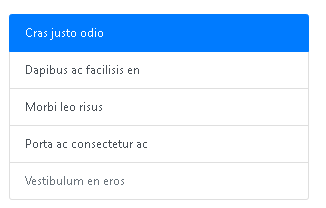 Cras justo odio
Dapibus ac facilisis en
Morbi leo risus
Porta ac consectetur ac
Vestibulum en eros